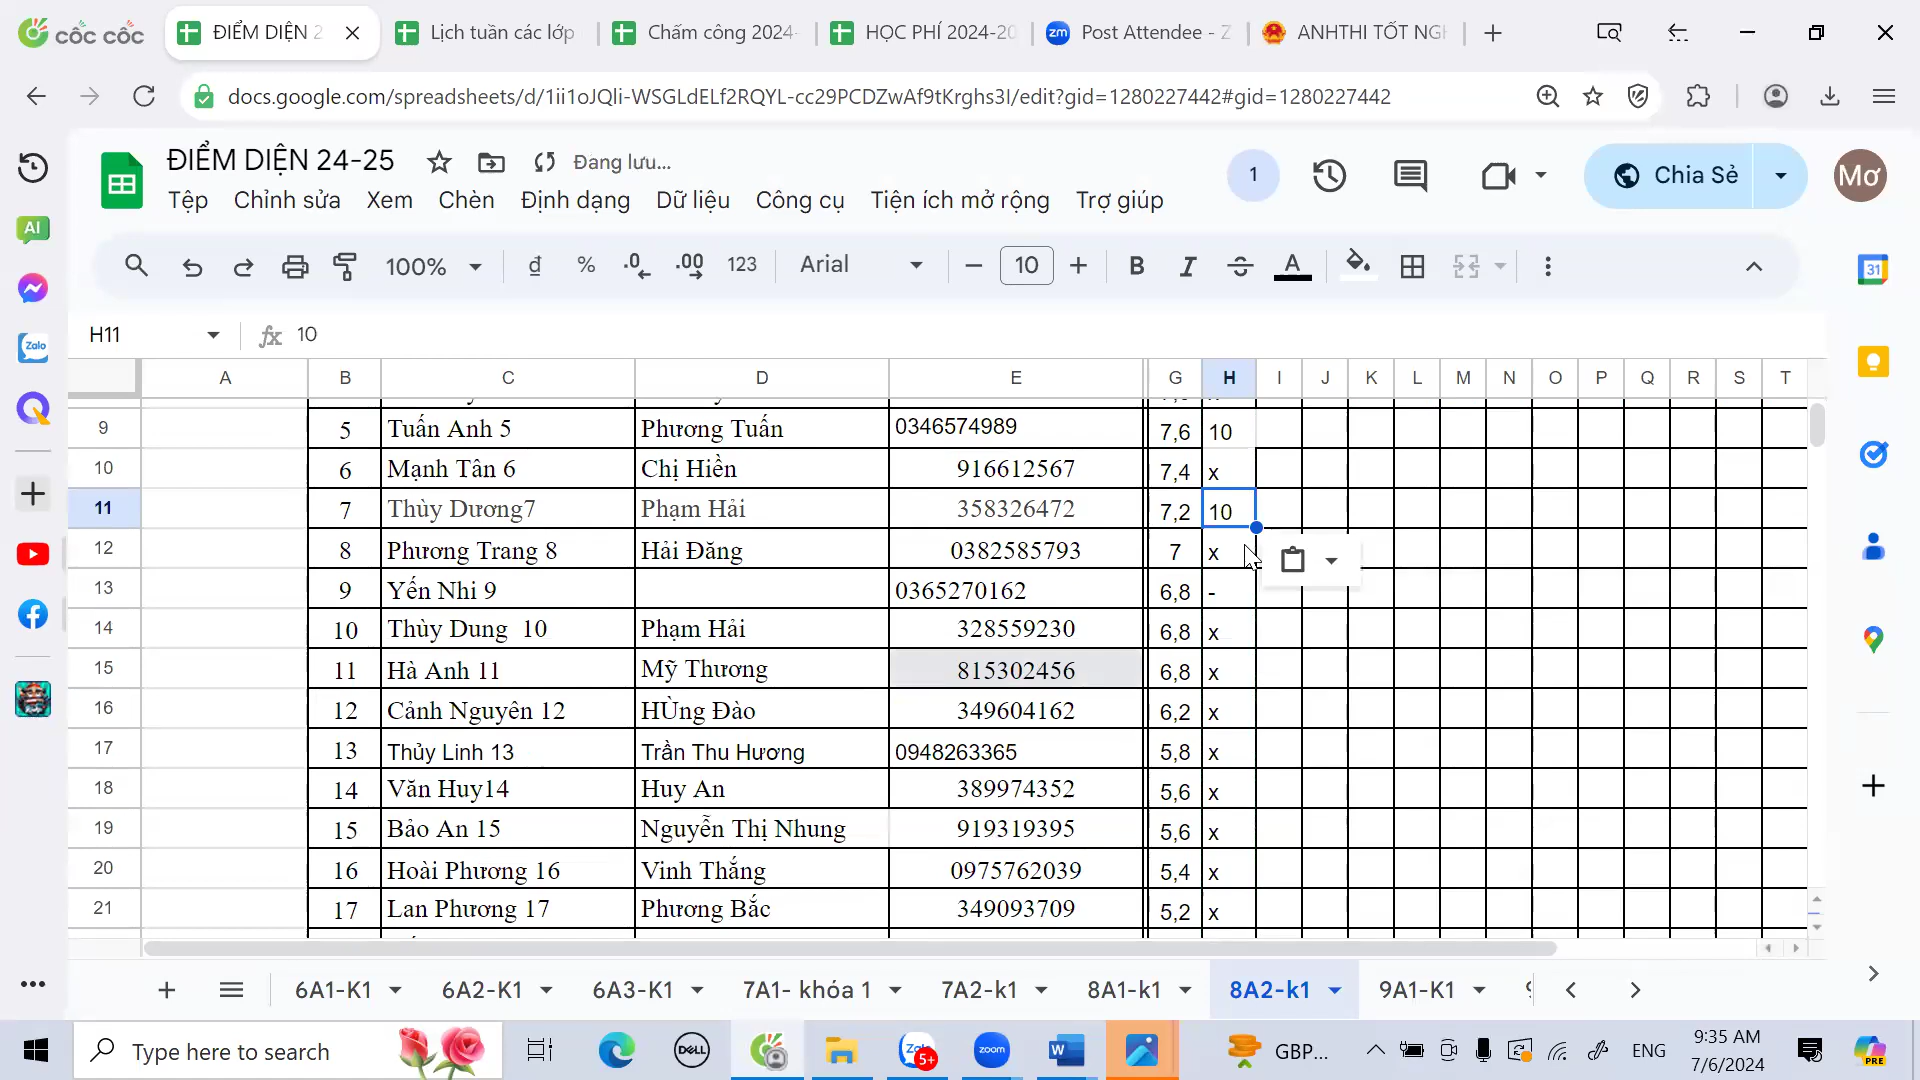 cốc cốc
ĐIỂM DIỆN 2
Lịch tuần các lớp
Chấm công 2024-
HỌC PHÍ 2024-20
zm Post Attendee - Z
ANHTHI TỐT NGH
docs.google.com/spreadsheets/d/1ii1oJQli-WSGLdELf2RQYL-cc29PCDZwAf9tKrghs3I/edit?gid=1280227442#gid=1280227442
ĐIỂM DIỆN 24-25
Đang lưu...
1
Chia Sẻ
Mơ
Tệp Chỉnh sửa Xem Chèn Định dạng Dữ liệu Công cụ Tiện ích mở rộng Trợ giúp
AI
Zalo
31
100% đ % .0 .00 123 Arial 10 B I S A
H11 fx 10
A B C D E G H I J K L M N O P Q R S T
9 5 Tuấn Anh 5 Phương Tuấn 0346574989 7,6 10
10 6 Mạnh Tân 6 Chị Hiền 916612567 7,4 x
11 7 Thùy Dương7 Phạm Hải 358326472 7,2 10
12 8 Phương Trang 8 Hải Đăng 0382585793 7 x
13 9 Yến Nhi 9 0365270162 6,8 -
14 10 Thùy Dung 10 Phạm Hải 328559230 6,8 x
15 11 Hà Anh 11 Mỹ Thương 815302456 6,8 x
16 12 Cảnh Nguyên 12 HÙng Đào 349604162 6,2 x
17 13 Thủy Linh 13 Trần Thu Hương 0948263365 5,8 x
18 14 Văn Huy14 Huy An 389974352 5,6 x
19 15 Bảo An 15 Nguyễn Thị Nhung 919319395 5,6 x
20 16 Hoài Phương 16 Vinh Thắng 0975762039 5,4 x
21 17 Lan Phương 17 Phương Bắc 349093709 5,2 x
6A1-K1 6A2-K1 6A3-K1 7A1- khóa 1 7A2-k1 8A1-k1 8A2-k1 9A1-K1
Type here to search
DELL
5+
zoom
W
GBP...
ENG
9:35 AM
7/6/2024
PRE